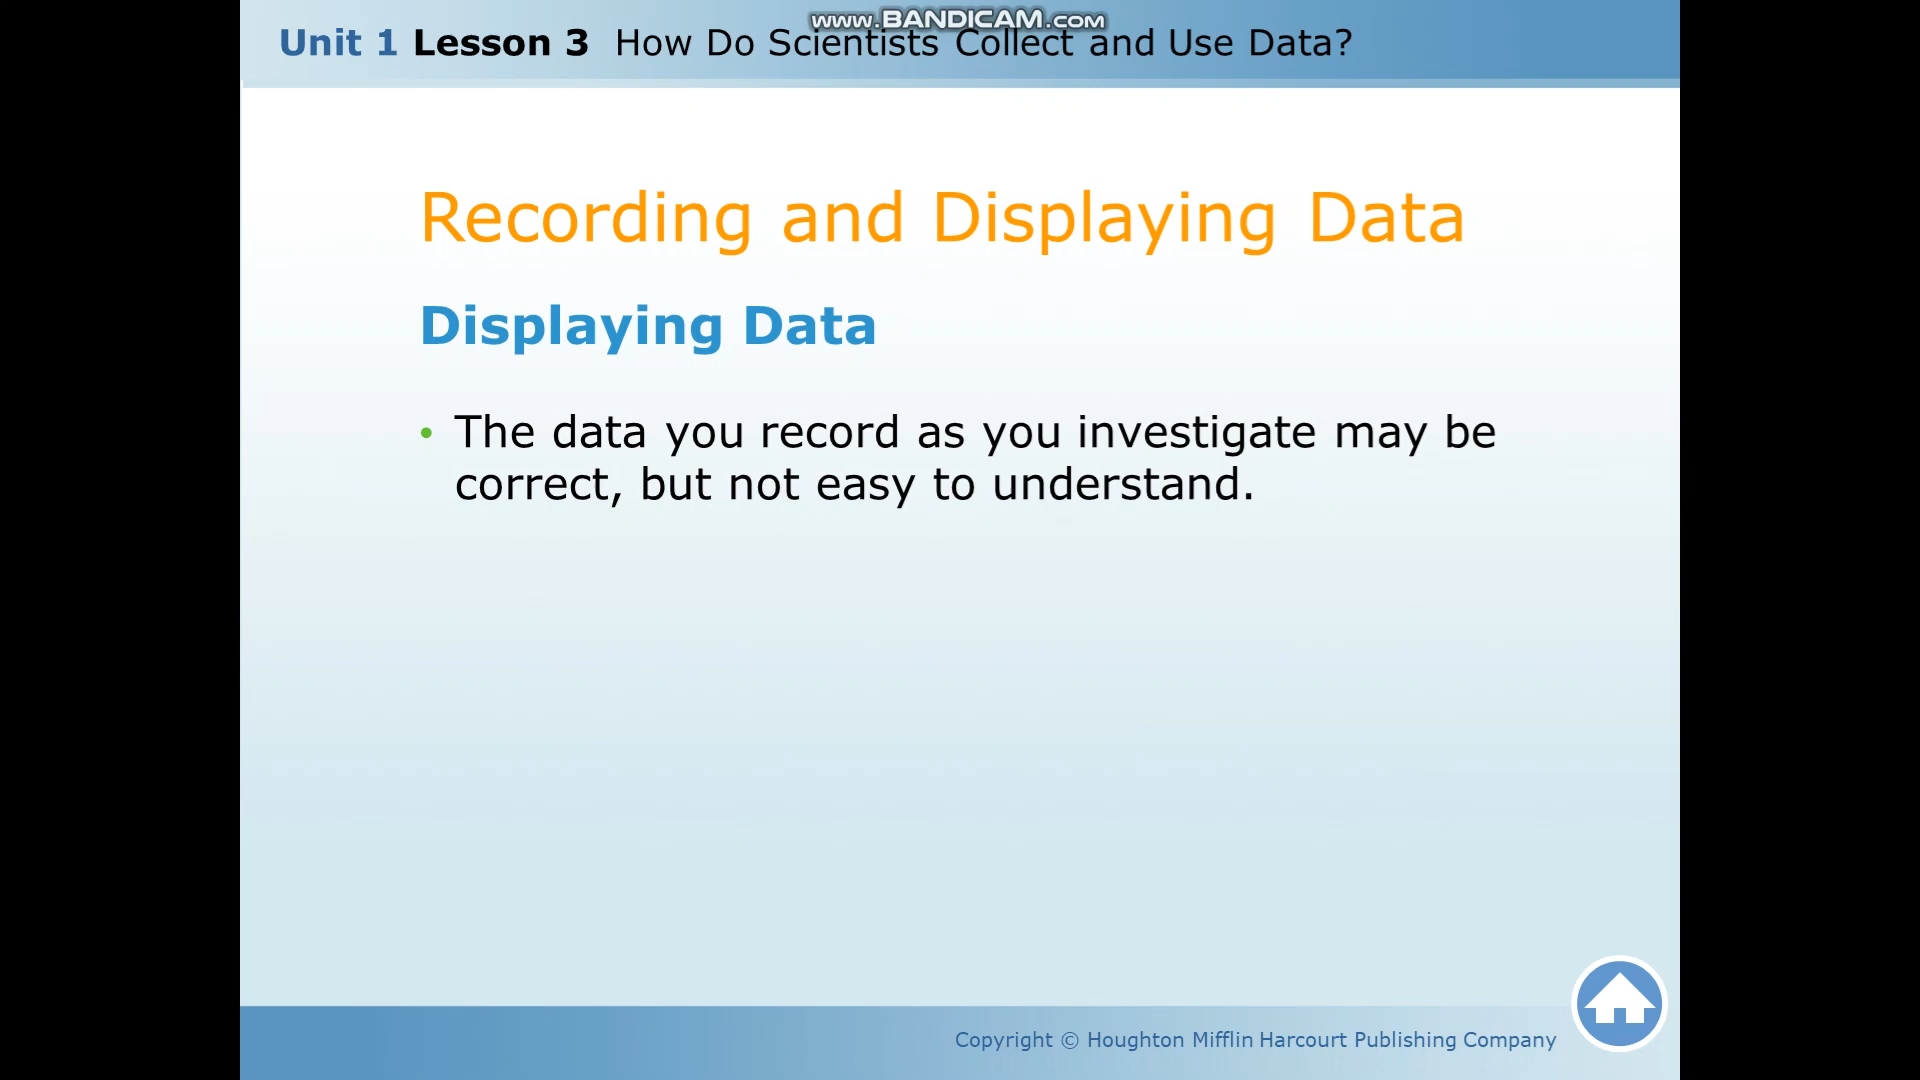 www.BANDICAM.com
Unit 1 Lesson 3 How Do Scientists Collect and Use Data?
Recording and Displaying Data
Displaying Data
• The data you record as you investigate may be
correct, but not easy to understand.
Copyright © Houghton Mifflin Harcourt Publishing Company